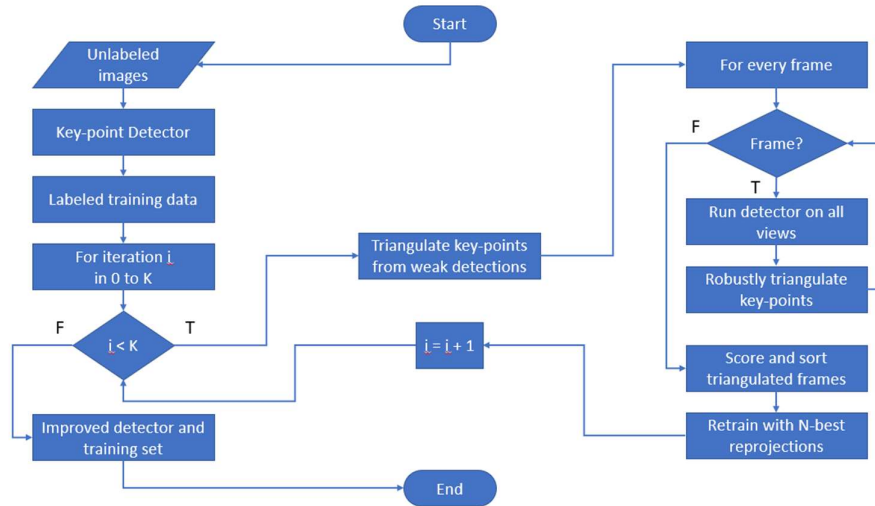 Start
Unlabeled
images
Key-point Detector
Labeled training data
For iteration i
in 0 to K
F
i < K
T
Improved detector and
training set
Triangulate key-points
from weak detections
i = i + 1
End
For every frame
F
Frame?
T
Run detector on all
views
Robustly triangulate
key-points
Score and sort
triangulated frames
Retrain with N-best
reprojections